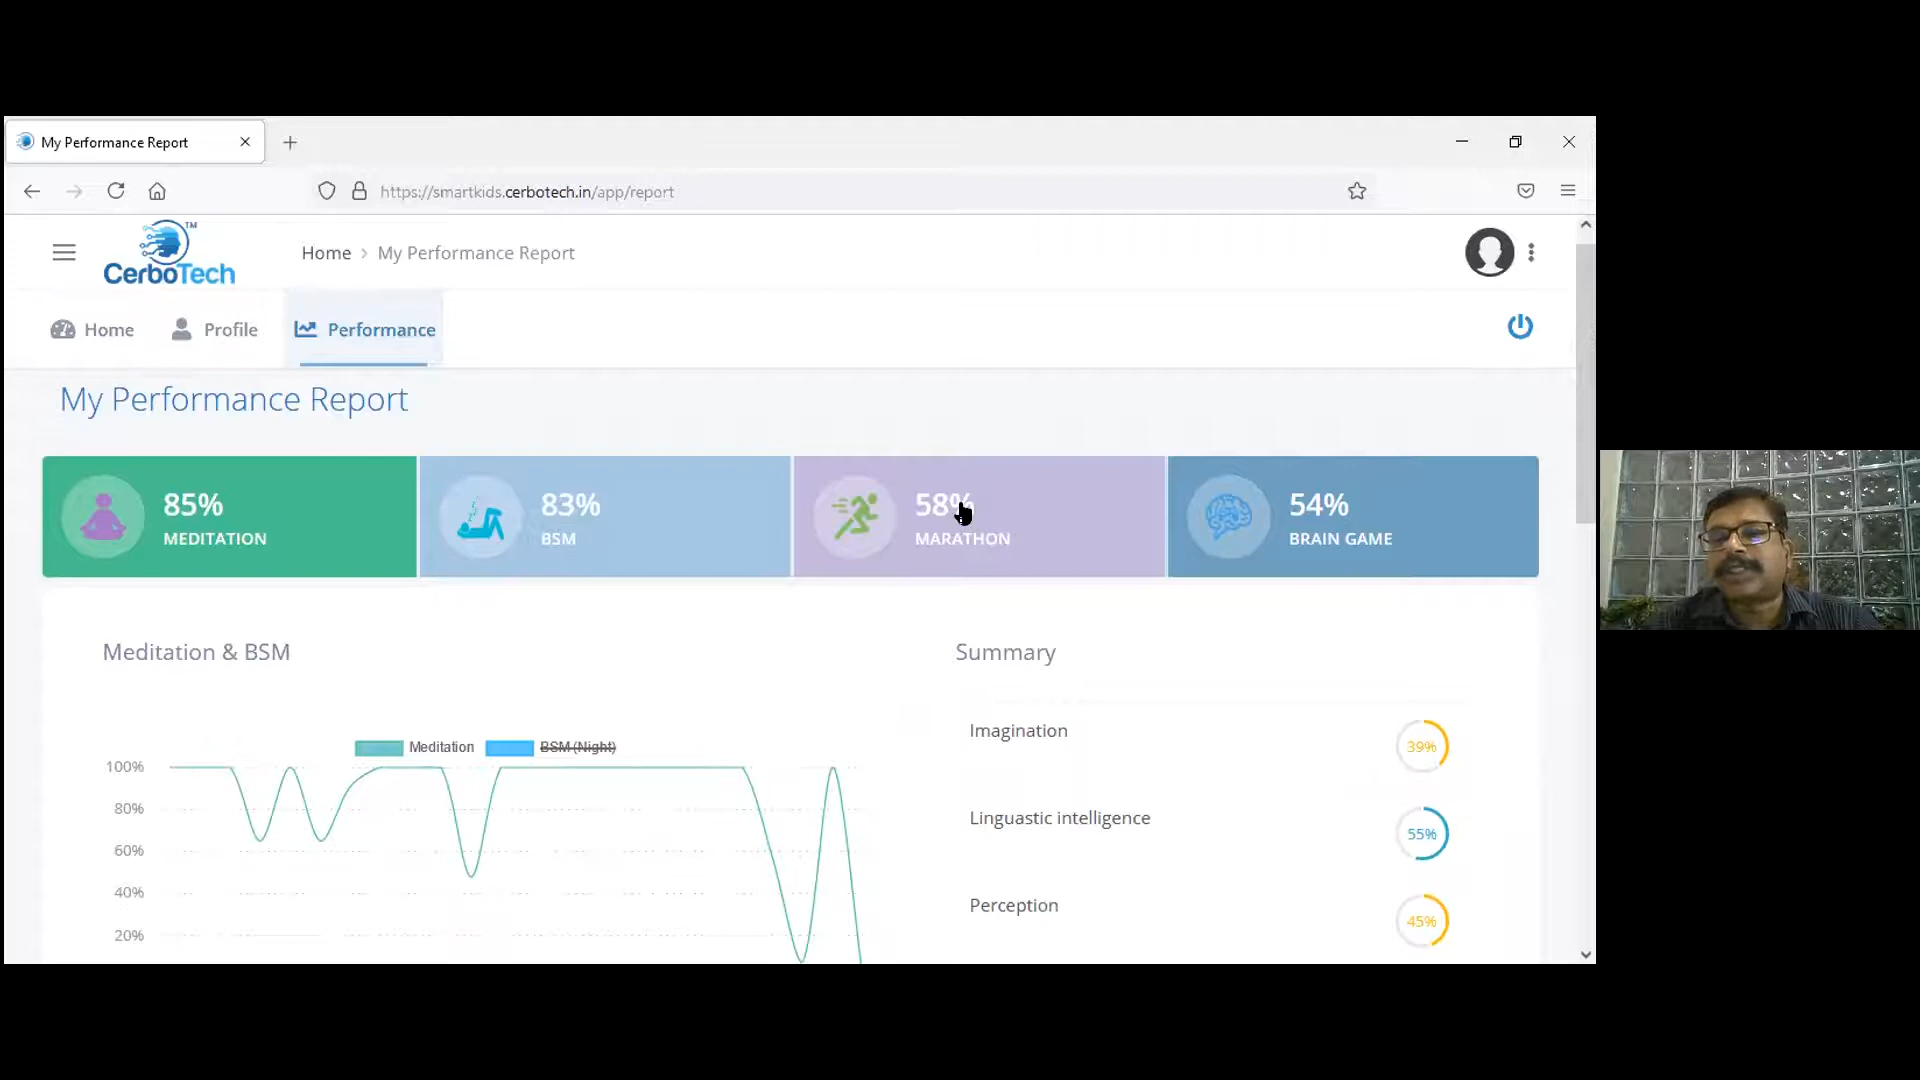 My Performance Report
https://smartkids.cerbotech.in/app/report
CerboTech TM
Home > My Performance Report
Home
Profile
Performance
My Performance Report
85%
MEDITATION
83%
BSM
58%
MARATHON
54%
BRAIN GAME
Meditation & BSM
Meditation
BSM (Night)
100%
80%
60%
40%
20%
Summary
Imagination
39%
Linguastic intelligence
55%
Perception
45%